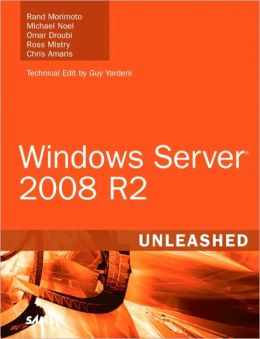 Rand Morimoto
Michael Noel
Omar Droubi
Ross Mistry
Chris Amaris
Technical Edit by Guy Yardeni
Windows Server®
2008 R2
UNLEASHED
SAMS